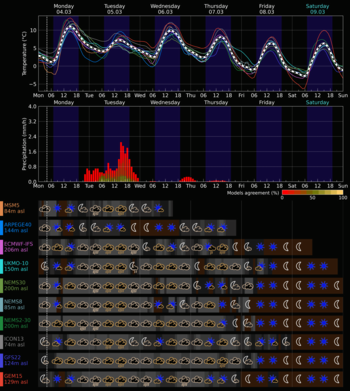 Monday Tuesday Wednesday Thursday Friday Saturday
04.03 05.03 06.03 07.03 08.03 09.03
Temperature (°C)
10
5
0
-5
Mon 06 12 18 Tue 06 12 18 Wed 06 12 18 Thu 06 12 18 Fri 06 12 18 Sat 06 12 18 Sun
Monday Tuesday Wednesday Thursday Friday Saturday
Precipitation (mm/h)
4.0
3.2
2.4
1.6
0.8
0.0
Mon 06 12 18 Tue 06 12 18 Wed 06 12 18 Thu 06 12 18 Fri 06 12 18 Sat 06 12 18 Sun
Models agreement (%)
0 50 100
MSM5
84m asl
ARPEGE40
144m asl
ECMWF-IFS
206m asl
UKMO-10
150m asl
NEMS30
200m asl
NEMS8
85m asl
NEMS2-30
200m asl
ICON13
74m asl
GFS22
124m asl
GEM15
129m asl